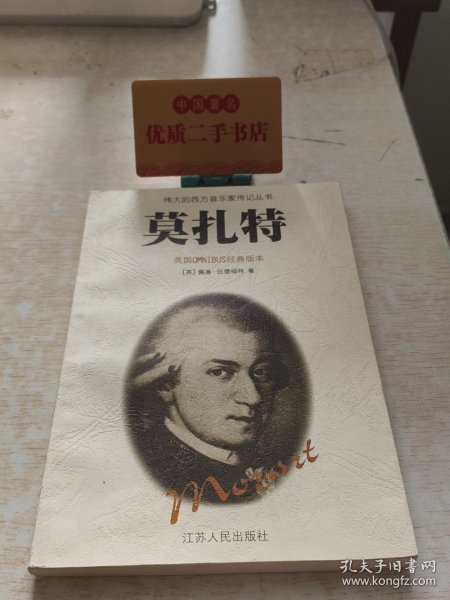 中国著名
优质二手书店
伟大的西方音乐家传记丛书
莫扎特
英国OMNIBUS经典版本
[英] 佩基·伍德福特 著
Mozart
江苏人民出版社
孔夫子旧书网
www.kongfz.com